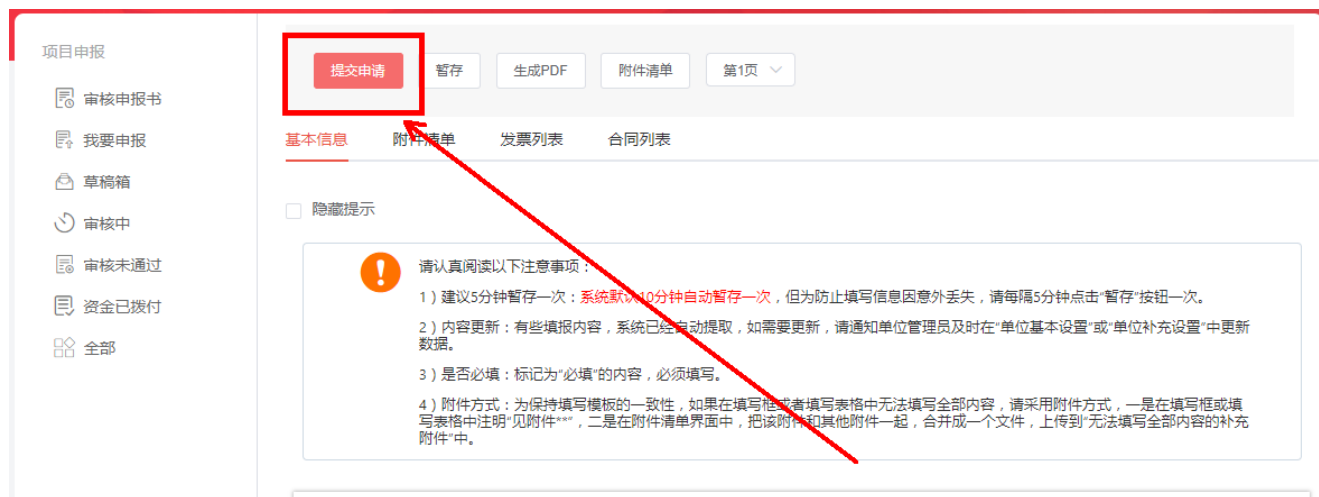 项目申报
审核申报书
我要申报
草稿箱
审核中
审核未通过
资金已拨付
全部
提交申请 暂存 生成PDF 附件清单 第1页
基本信息 附件清单 发票列表 合同列表
隐藏提示
请认真阅读以下注意事项：
1）建议5分钟暂存一次：系统默认10分钟自动暂存一次，但为防止填写信息因意外丢失，请每隔5分钟点击“暂存”按钮一次。
2）内容更新：有些填报内容，系统已经自动提取，如需要更新，请通知单位管理员及时在“单位基本设置”或“单位补充设置”中更新
数据。
3）是否必填：标记为“必填”的内容，必须填写。
4）附件方式：为保持填写模板的一致性，如果在填写框或者填写表格中无法填写全部内容，请采用附件方式，一是在填写框或填
写表格中注明“见附件**”，二是在附件清单界面中，把该附件和其他附件一起，合并成一个文件，上传到“无法填写全部内容的补充
附件”中。